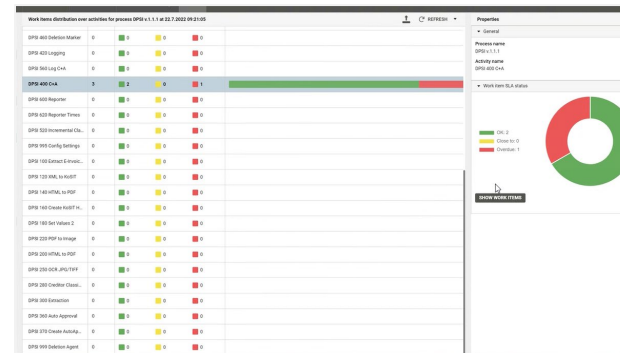 Work items distribution over activities for process DPSI v.1.1.1 at 22.7.2022 09:21:05
REFRESH
DPSI 460 Deletion Marker 0 0 0 0
DPSI 420 Logging 0 0 0 0
DPSI 560 Log C+A 0 0 0 0
DPSI 400 C+A 3 2 0 1
DPSI 600 Reporter 0 0 0 0
DPSI 620 Reporter Times 0 0 0 0
DPSI 520 Incremental Cla... 0 0 0 0
DPSI 990 Config Settings 0 0 0 0
DPSI 100 Extract E-Invoic... 0 0 0 0
DPSI 120 XML to KoSIT 0 0 0 0
DPSI 140 HTML to PDF 0 0 0 0
DPSI 160 Create KoSIT H... 0 0 0 0
DPSI 180 Set Values 2 0 0 0 0
DPSI 220 PDF to Image 0 0 0 0
DPSI 200 HTML to PDF 0 0 0 0
DPSI 250 OCR JPG/TIFF 0 0 0 0
DPSI 280 Creditor Classi... 0 0 0 0
DPSI 300 Extraction 0 0 0 0
DPSI 360 Auto Approval 0 0 0 0
DPSI 370 Create AutoAp... 0 0 0 0
DPSI 999 Deletion Agent 0 0 0 0
Properties
General
Process name
DPSI v.1.1.1
Activity name
DPSI 400 C+A
Work item SLA status
OK: 2
Close to: 0
Overdue: 1
SHOW WORK ITEMS